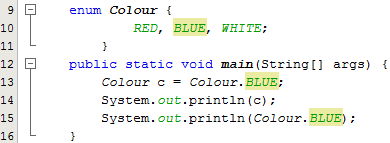 9 enum Colour {
10 RED, BLUE, WHITE;
11 }
12 public static void main(String[] args) {
13 Colour c = Colour.BLUE;
14 System.out.println(c);
15 System.out.println(Colour.BLUE);
16 }